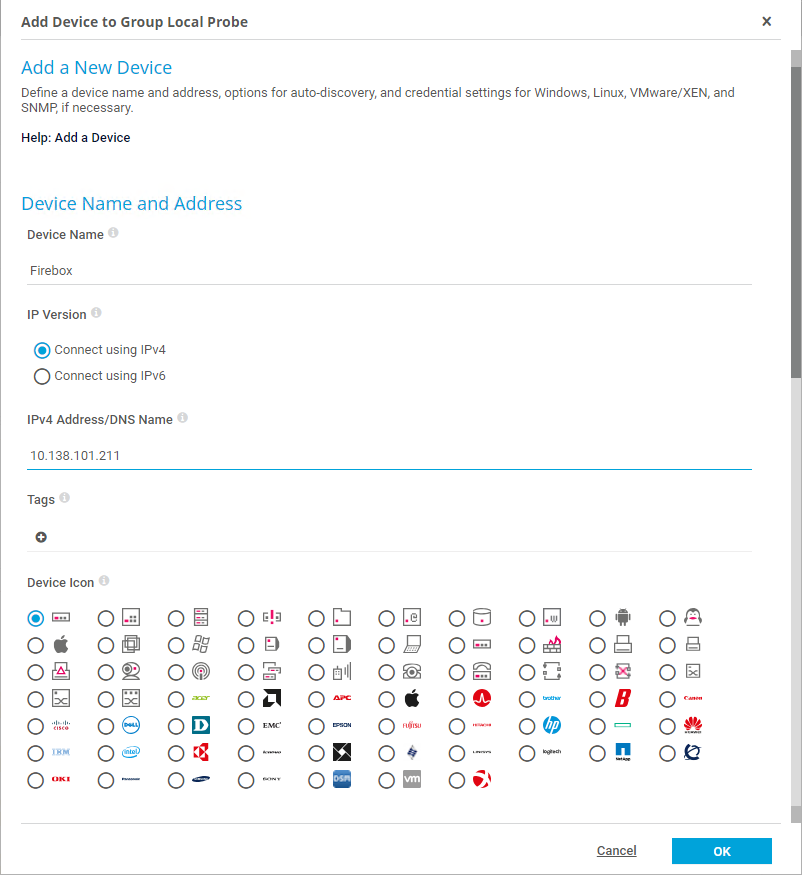 Add Device to Group Local Probe
×
Add a New Device
Define a device name and address, options for auto-discovery, and credential settings for Windows, Linux, VMware/XEN, and
SNMP, if necessary.
Help: Add a Device
Device Name and Address
Device Name
Firebox
IP Version
Connect using IPv4
Connect using IPv6
IPv4 Address/DNS Name
10.138.101.211
Tags
Device Icon
acer APC brother B Canon
CISCO DELL D EMC² EPSON FUJITSU HITACHI hp HUAWEI
IBM intel Lenovo LINKSYS logitech NetApp
OKI Panasonic SAMSUNG SONY DSM vm
Cancel
OK